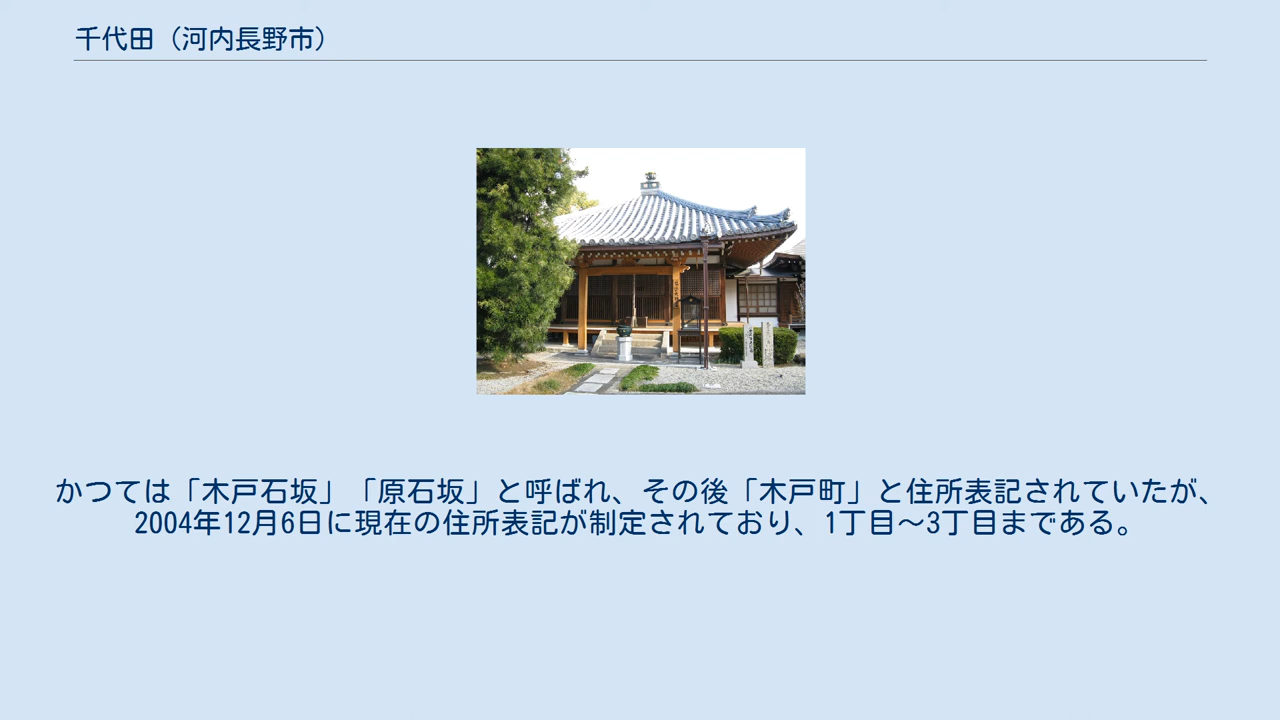 千代田（河内長野市）
かつては「木戸石坂」「原石坂」と呼ばれ、その後「木戸町」と住所表記されていたが、
2004年12月6日に現在の住所表記が制定されており、1丁目～3丁目まである。